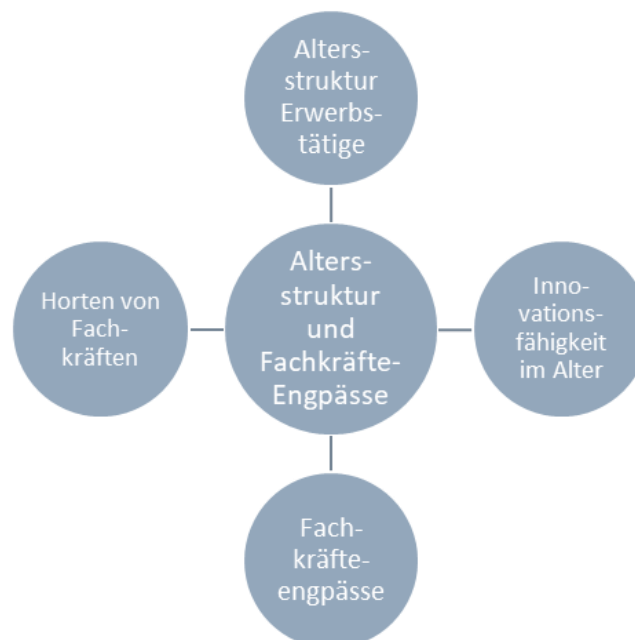 Alters-
struktur
Erwerbs-
tätige
Horten von
Fach-
kräften
Alters-
struktur
und
Fachkräfte-
Engpässe
Inno-
vations-
fähigkeit
im Alter
Fach-
kräfte-
engpässe